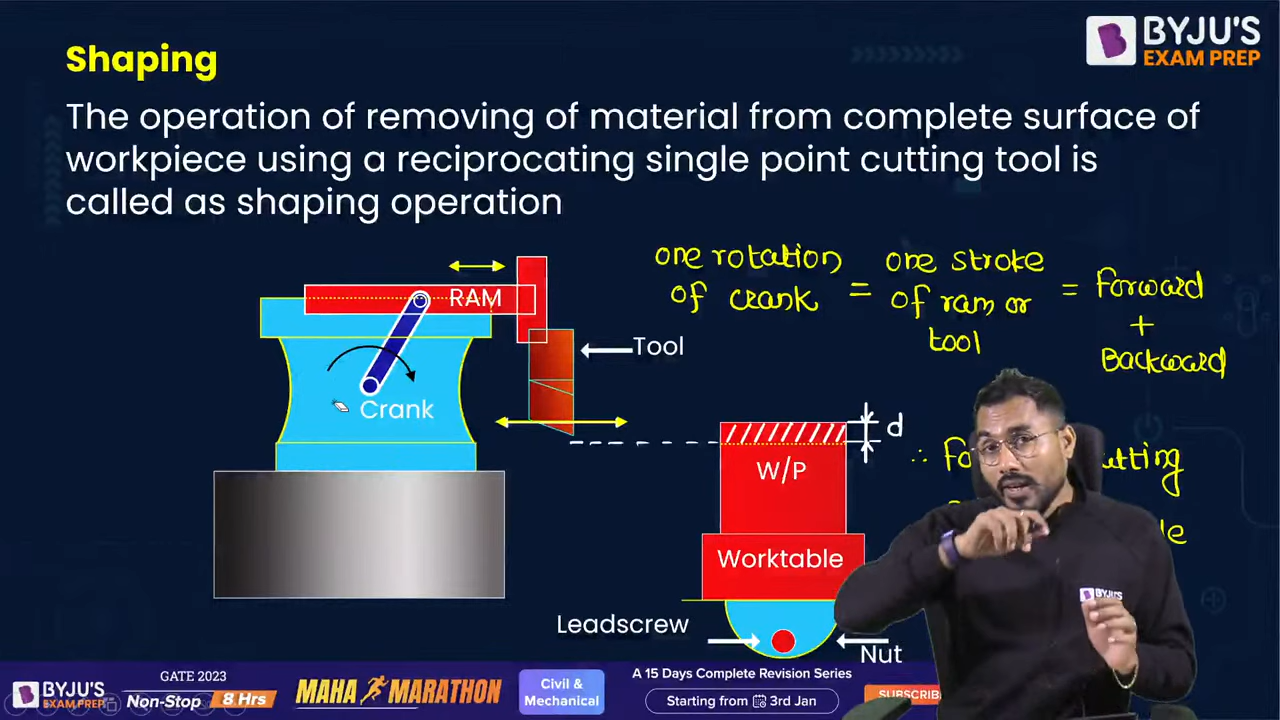 Shaping
BYJU'S
EXAM PREP
The operation of removing of material from complete surface of
workpiece using a reciprocating single point cutting tool is
called as shaping operation
one rotation
of crank
=
one stroke
of ram or
tool
=
Forward
+
Backward
RAM
Tool
Crank
d
W/P
∴
Worktable
Leadscrew
Nut
BYJU'S
BYJU'S
EXAM PREP
GATE 2023
Non-Stop 8 Hrs
MAHA MARATHON
Civil &
Mechanical
A 15 Days Complete Revision Series
Starting from 3rd Jan